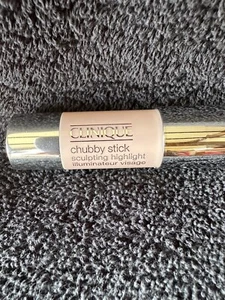 CLINIQUE
chubby stick
sculpting highlight
illuminateur visage